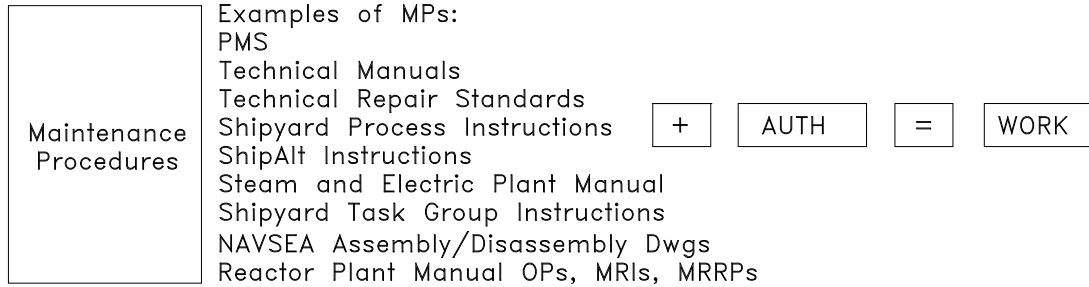 Maintenance
Procedures
Examples of MPs:
PMS
Technical Manuals
Technical Repair Standards
Shipyard Process Instructions
ShipAlt Instructions
Steam and Electric Plant Manual
Shipyard Task Group Instructions
NAVSEA Assembly/Disassembly Dwgs
Reactor Plant Manual OPs, MRIs, MRRPs
+ AUTH = WORK